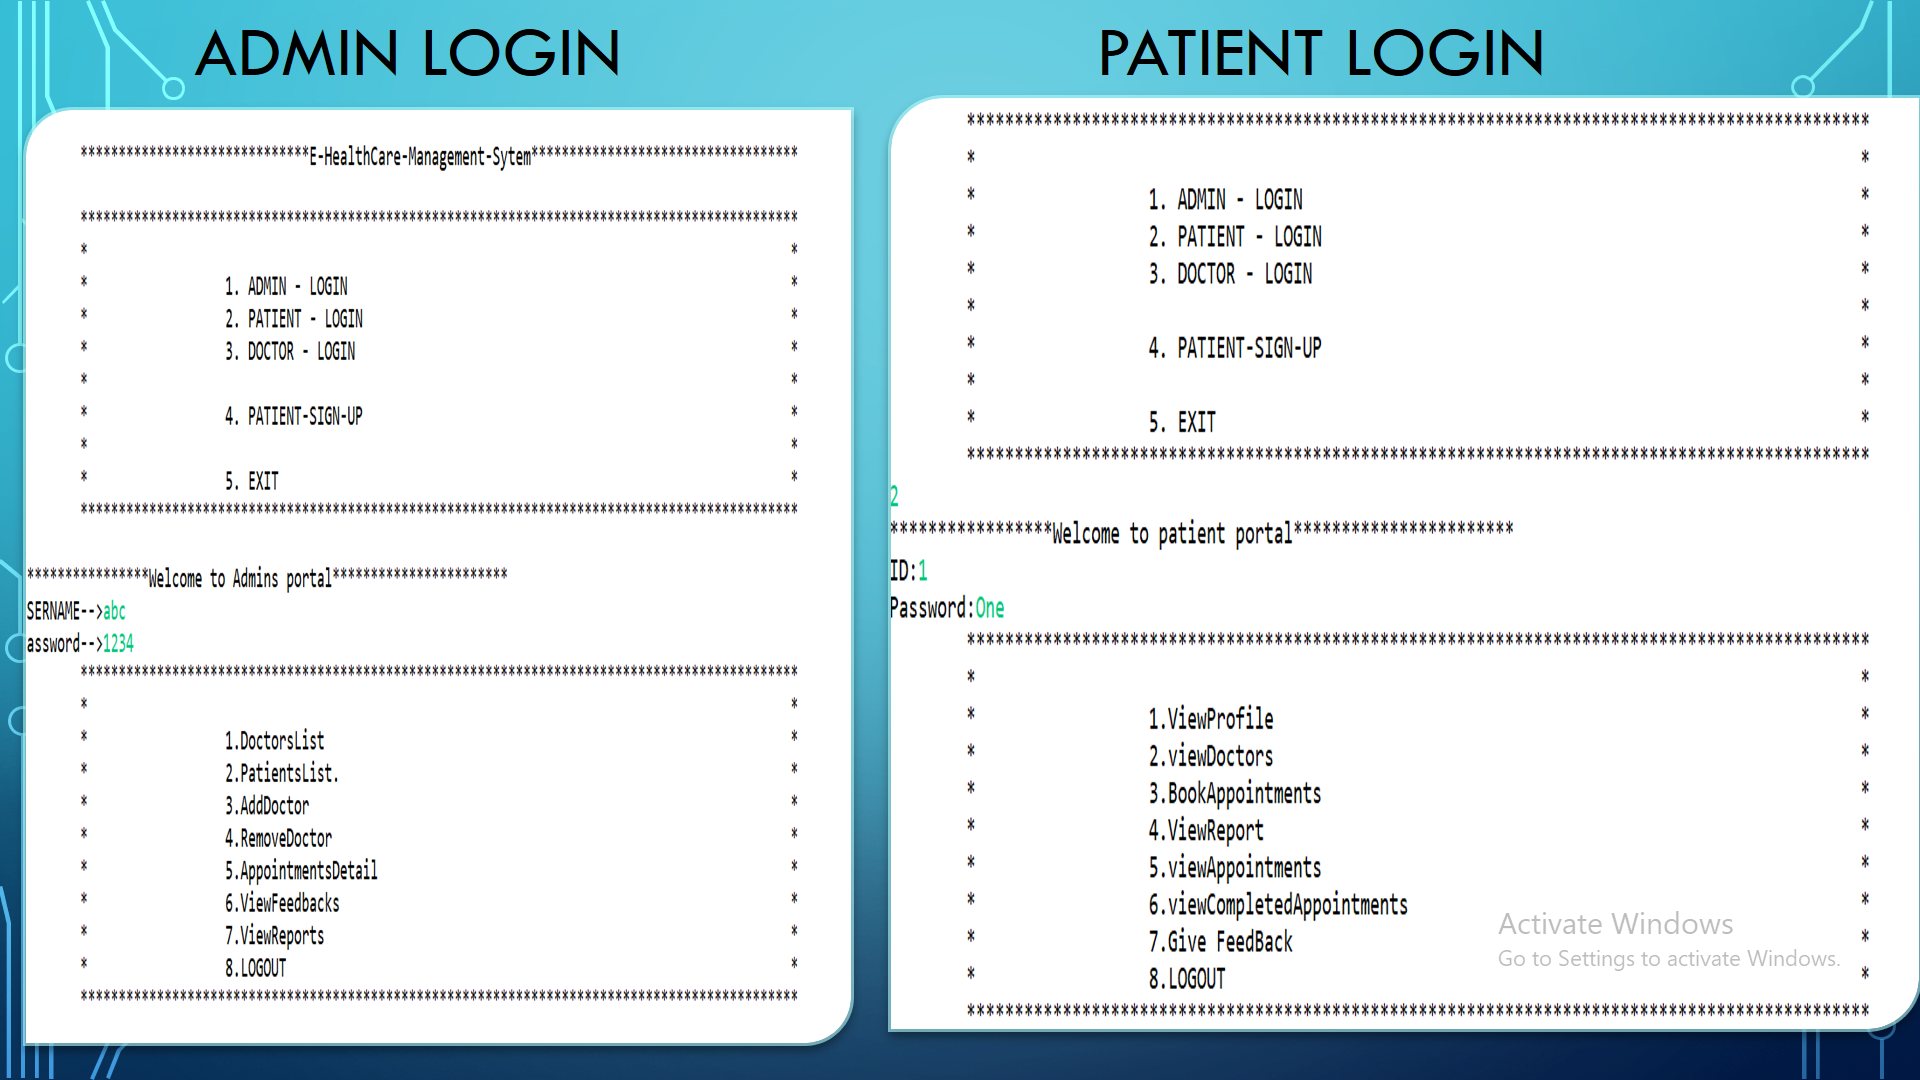 ADMIN LOGIN
******************************E-HealthCare-Management-Sytem***********************************
**********************************************************************************************
* *
* 1. ADMIN - LOGIN *
* 2. PATIENT - LOGIN *
* 3. DOCTOR - LOGIN *
* *
* 4. PATIENT-SIGN-UP *
* *
* 5. EXIT *
**********************************************************************************************
****************Welcome to Admins portal***********************
SERNAME-->abc
assword-->1234
**********************************************************************************************
* *
* 1.DoctorsList *
* 2.PatientsList. *
* 3.AddDoctor *
* 4.RemoveDoctor *
* 5.AppointmentsDetail *
* 6.ViewFeedbacks *
* 7.ViewReports *
* 8.LOGOUT *
**********************************************************************************************
PATIENT LOGIN
**********************************************************************************************
* *
* 1. ADMIN - LOGIN *
* 2. PATIENT - LOGIN *
* 3. DOCTOR - LOGIN *
* *
* 4. PATIENT-SIGN-UP *
* *
* 5. EXIT *
**********************************************************************************************
2
*****************Welcome to patient portal***********************
ID:1
Password:One
**********************************************************************************************
* *
* 1.ViewProfile *
* 2.viewDoctors *
* 3.BookAppointments *
* 4.ViewReport *
* 5.viewAppointments *
* 6.viewCompletedAppointments *
* 7.Give FeedBack *
* 8.LOGOUT *
**********************************************************************************************
Activate Windows
Go to Settings to activate Windows.